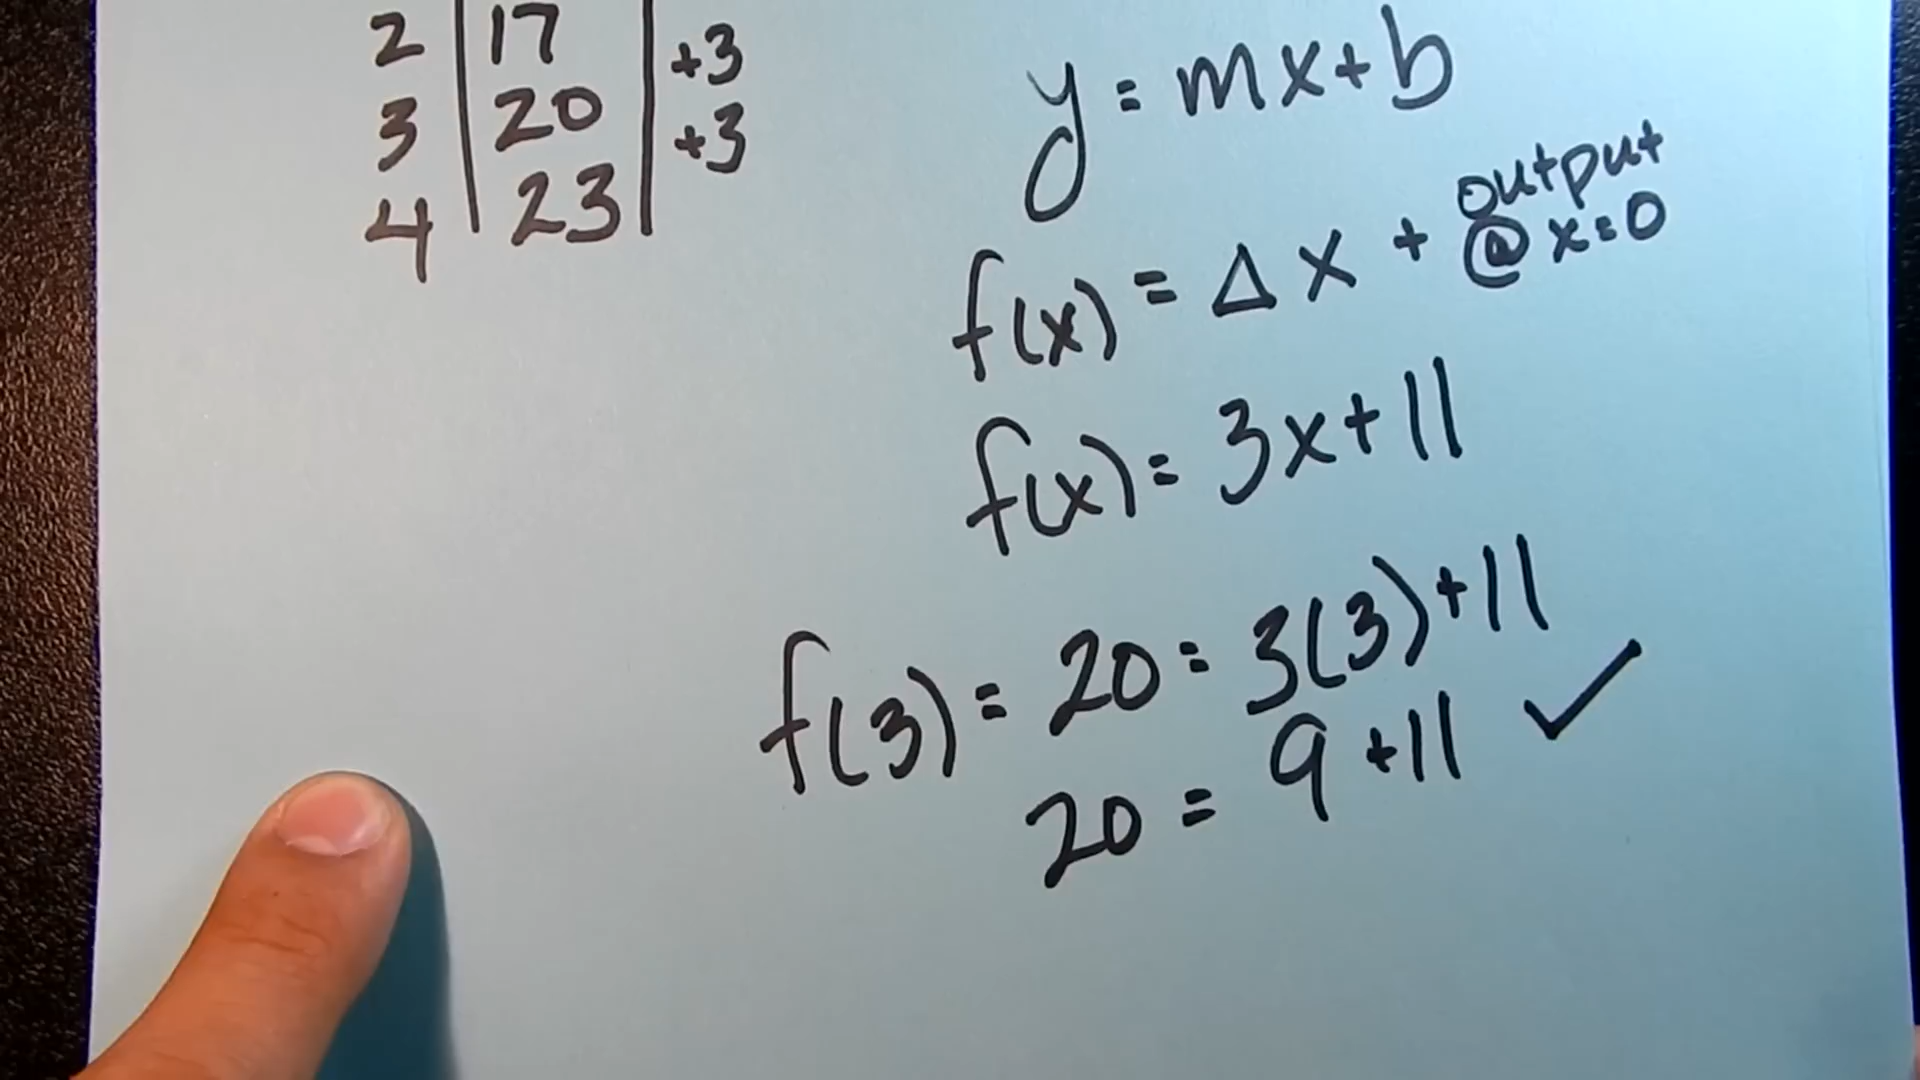 2 | 17 | +3
3 | 20 | +3
4 | 23 |
y = mx+b
f(x) = Δx + output @ x=0
f(x) = 3x+11
f(3) = 20 = 3(3)+11
20 = 9+11 ✓